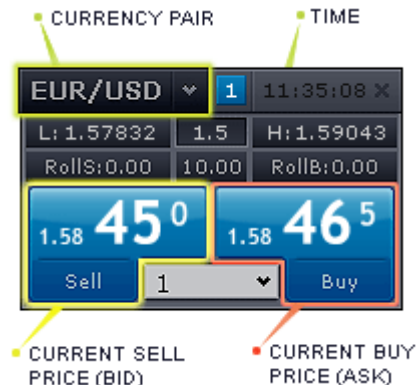 CURRENCY PAIR
TIME
EUR/USD 1 11:35:08 ×
L: 1.57832 1.5 H: 1.59043
RollS:0.00 10.00 RollB:0.00
1.58 45 0 1.58 46 5
Sell 1 Buy
CURRENT SELL
PRICE (BID)
CURRENT BUY
PRICE (ASK)